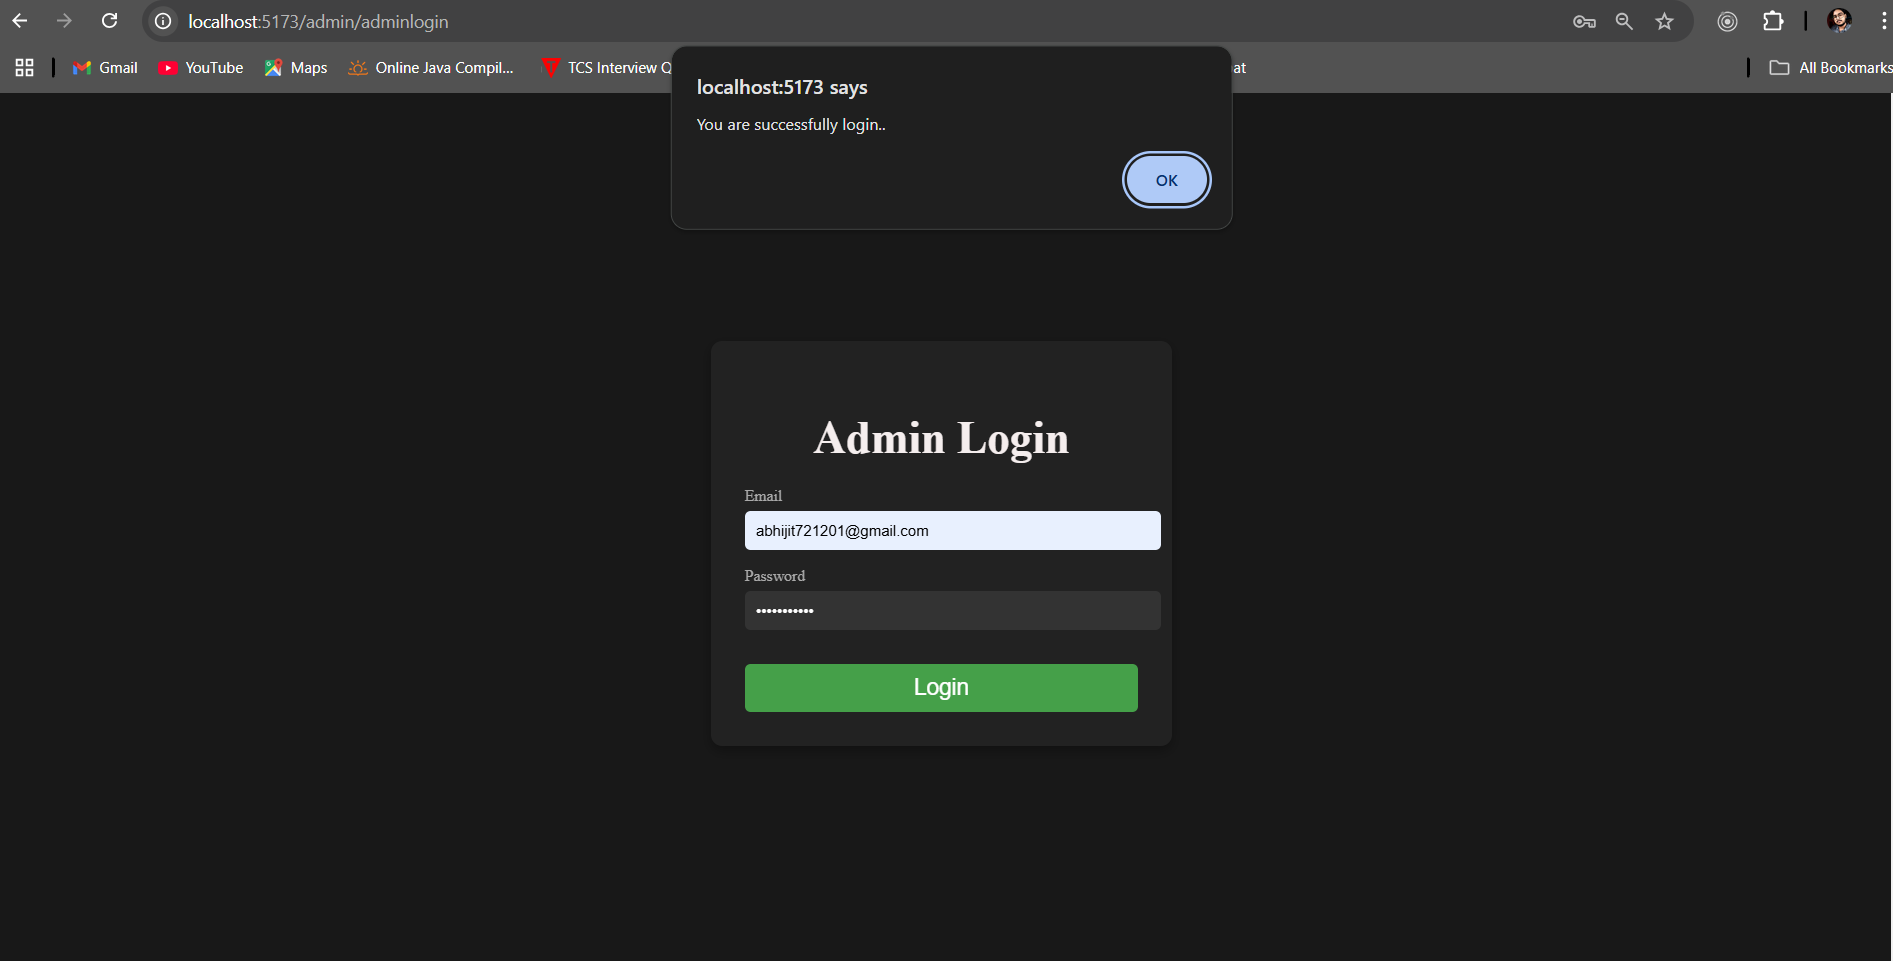 localhost:5173/admin/adminlogin
Gmail YouTube Maps Online Java Compil... TCS Interview Q at All Bookmarks
localhost:5173 says
You are successfully login..
OK
Admin Login
Email
abhijit721201@gmail.com
Password
•••••••••••
Login